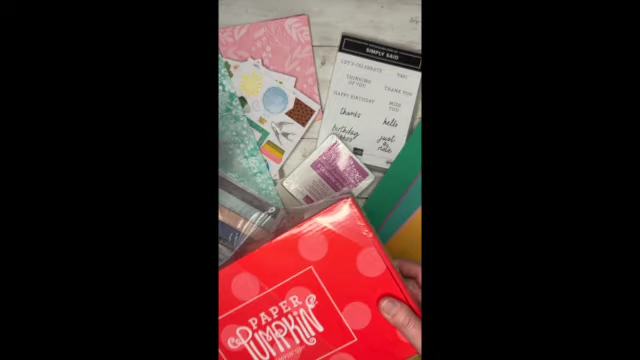 SIMPLY SAID
LET'S CELEBRATE
YAY!
THINKING
OF YOU
THANK YOU
HAPPY BIRTHDAY
MISS
YOU
thanks
hello
birthday
just
a
note
PAPER
PUMPKIN